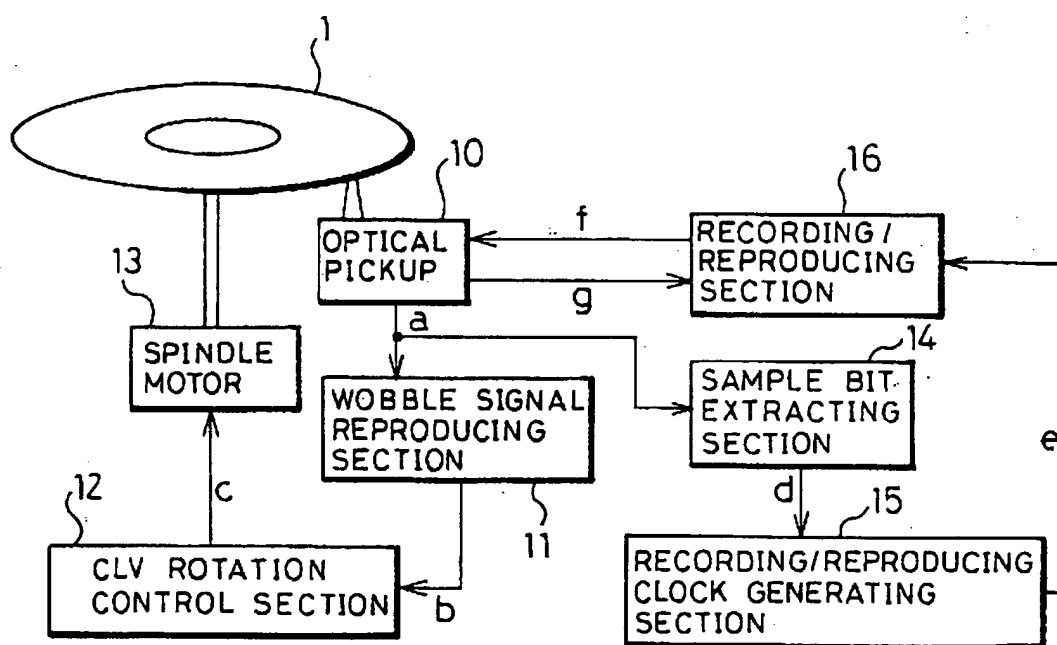 1
10
16
OPTICAL
PICKUP
f
g
RECORDING/
REPRODUCING
SECTION
13
a
14
SPINDLE
MOTOR
WOBBLE SIGNAL
REPRODUCING
SECTION
SAMPLE BIT
EXTRACTING
SECTION
e
12
c
11
d
15
CLV ROTATION
CONTROL SECTION
b
RECORDING/REPRODUCING
CLOCK GENERATING
SECTION